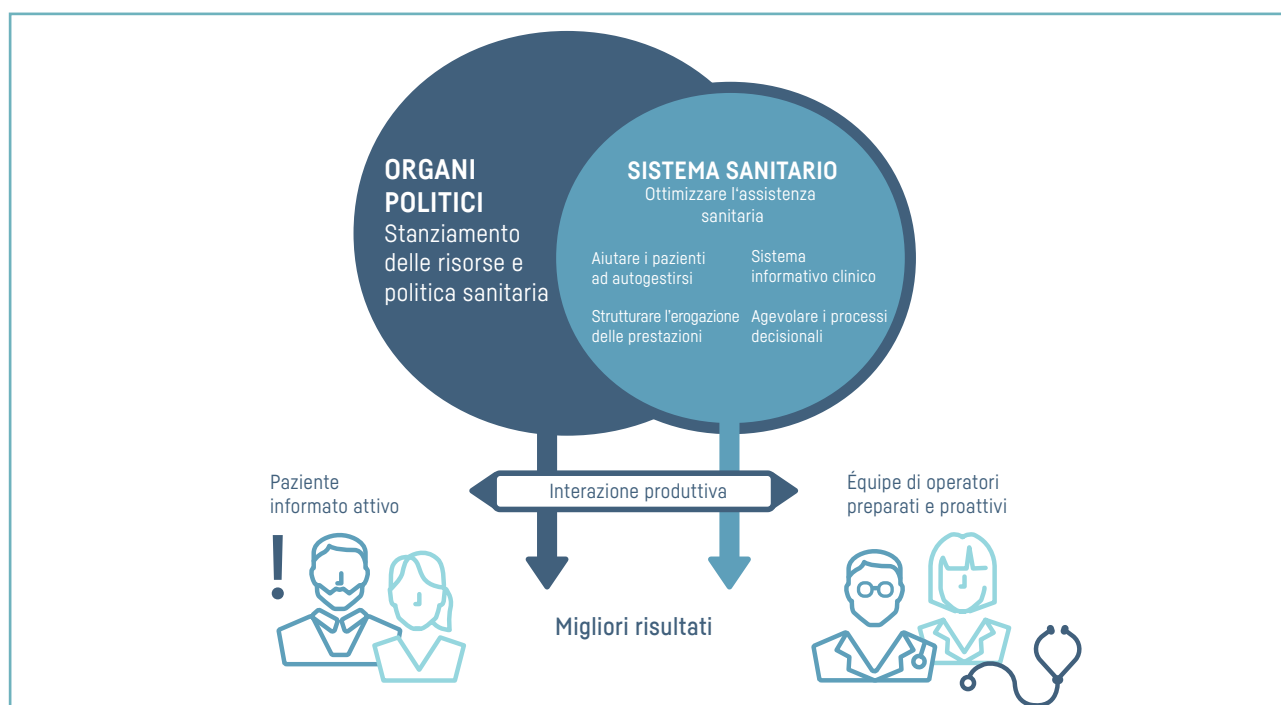 ORGANI
POLITICI
Stanziamento
delle risorse e
politica sanitaria
SISTEMA SANITARIO
Ottimizzare l'assistenza
sanitaria
Aiutare i pazienti
ad autogestirsi
Sistema
informativo clinico
Strutturare l'erogazione
delle prestazioni
Agevolare i processi
decisionali
Paziente
informato attivo
Interazione produttiva
Équipe di operatori
preparati e proattivi
!
Migliori risultati